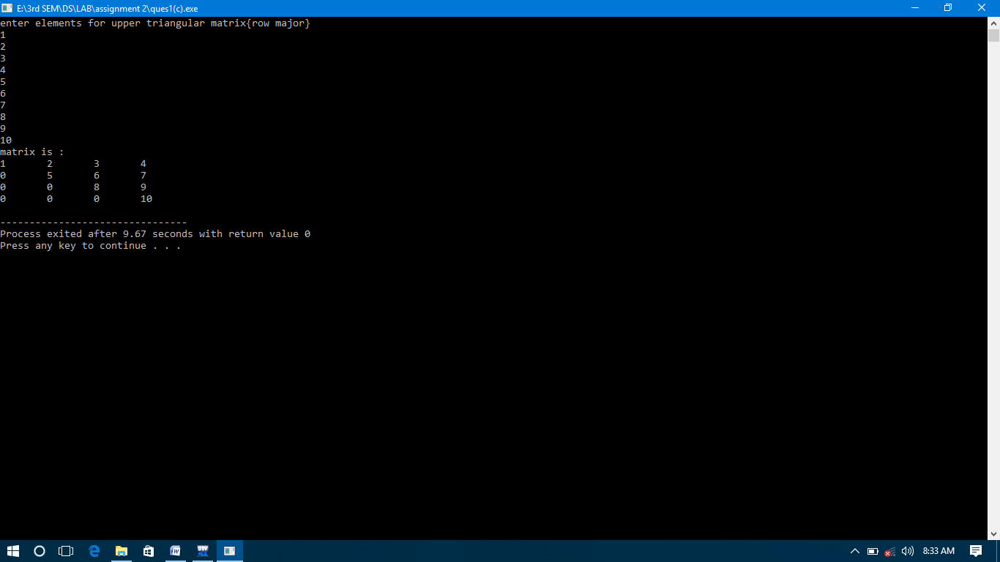 E:\3rd SEM\DS\LAB\assignment 2\ques1(c).exe
enter elements for upper triangular matrix{row major}
1
2
3
4
5
6
7
8
9
10
matrix is :
1 2 3 4
0 5 6 7
0 0 8 9
0 0 0 10
--------------------------------
Process exited after 9.67 seconds with return value 0
Press any key to continue . . .
W DEV 8:33 AM